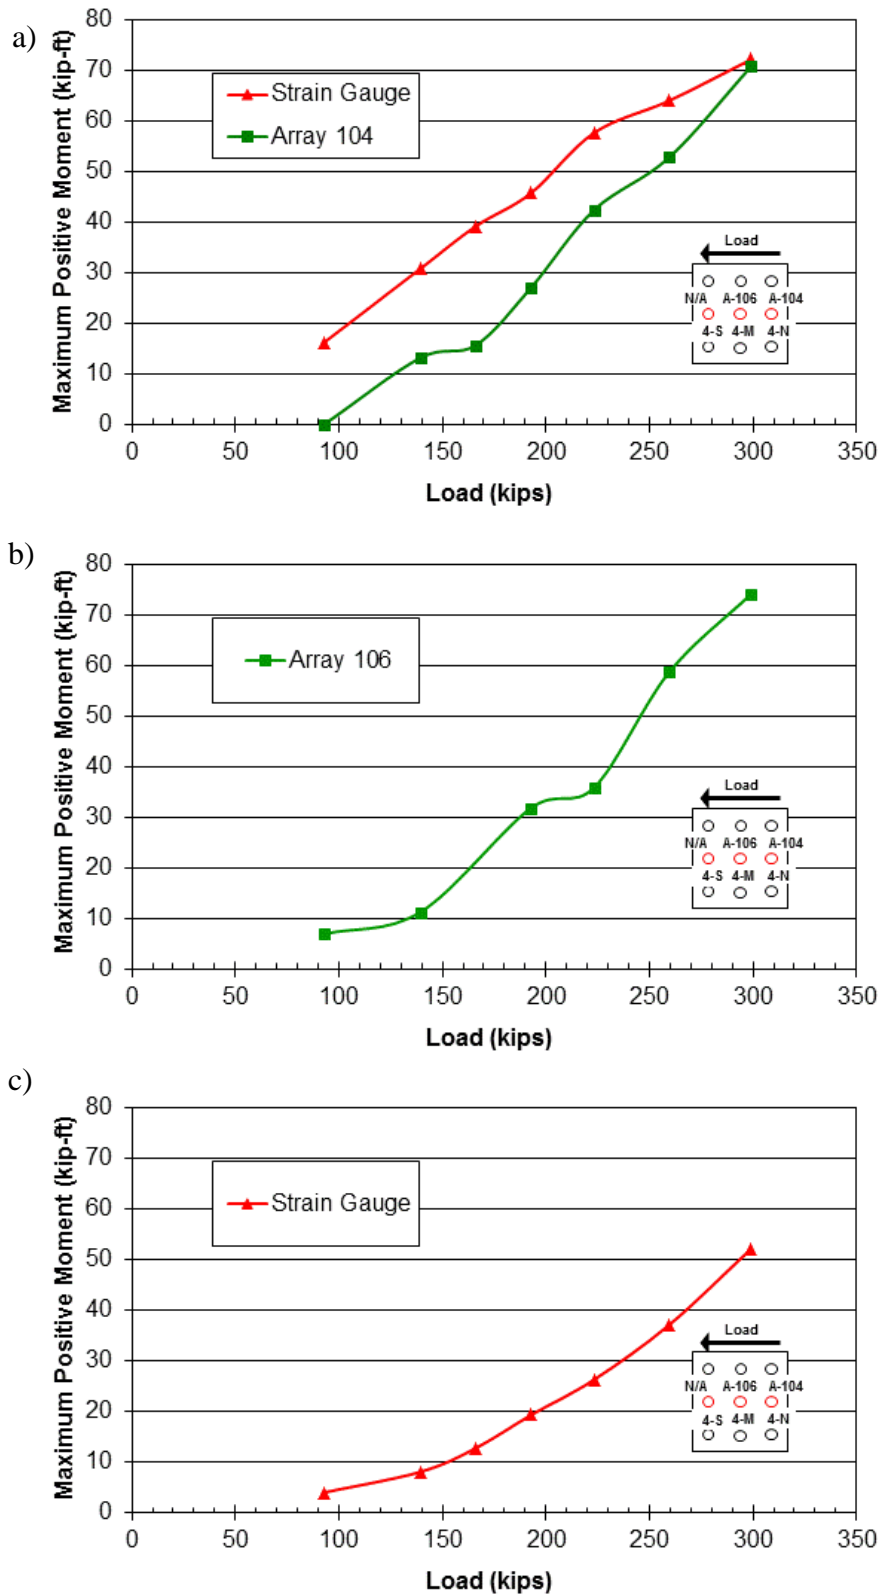 a)
Maximum Positive Moment (kip-ft)
80
70
60
50
40
30
20
10
0
Strain Gauge
Array 104
Load
N/A A-106 A-104
4-S 4-M 4-N
0 50 100 150 200 250 300 350
Load (kips)
b)
Maximum Positive Moment (kip-ft)
80
70
60
50
40
30
20
10
0
Array 106
Load
N/A A-106 A-104
4-S 4-M 4-N
0 50 100 150 200 250 300 350
Load (kips)
c)
Maximum Positive Moment (kip-ft)
80
70
60
50
40
30
20
10
0
Strain Gauge
Load
N/A A-106 A-104
4-S 4-M 4-N
0 50 100 150 200 250 300 350
Load (kips)